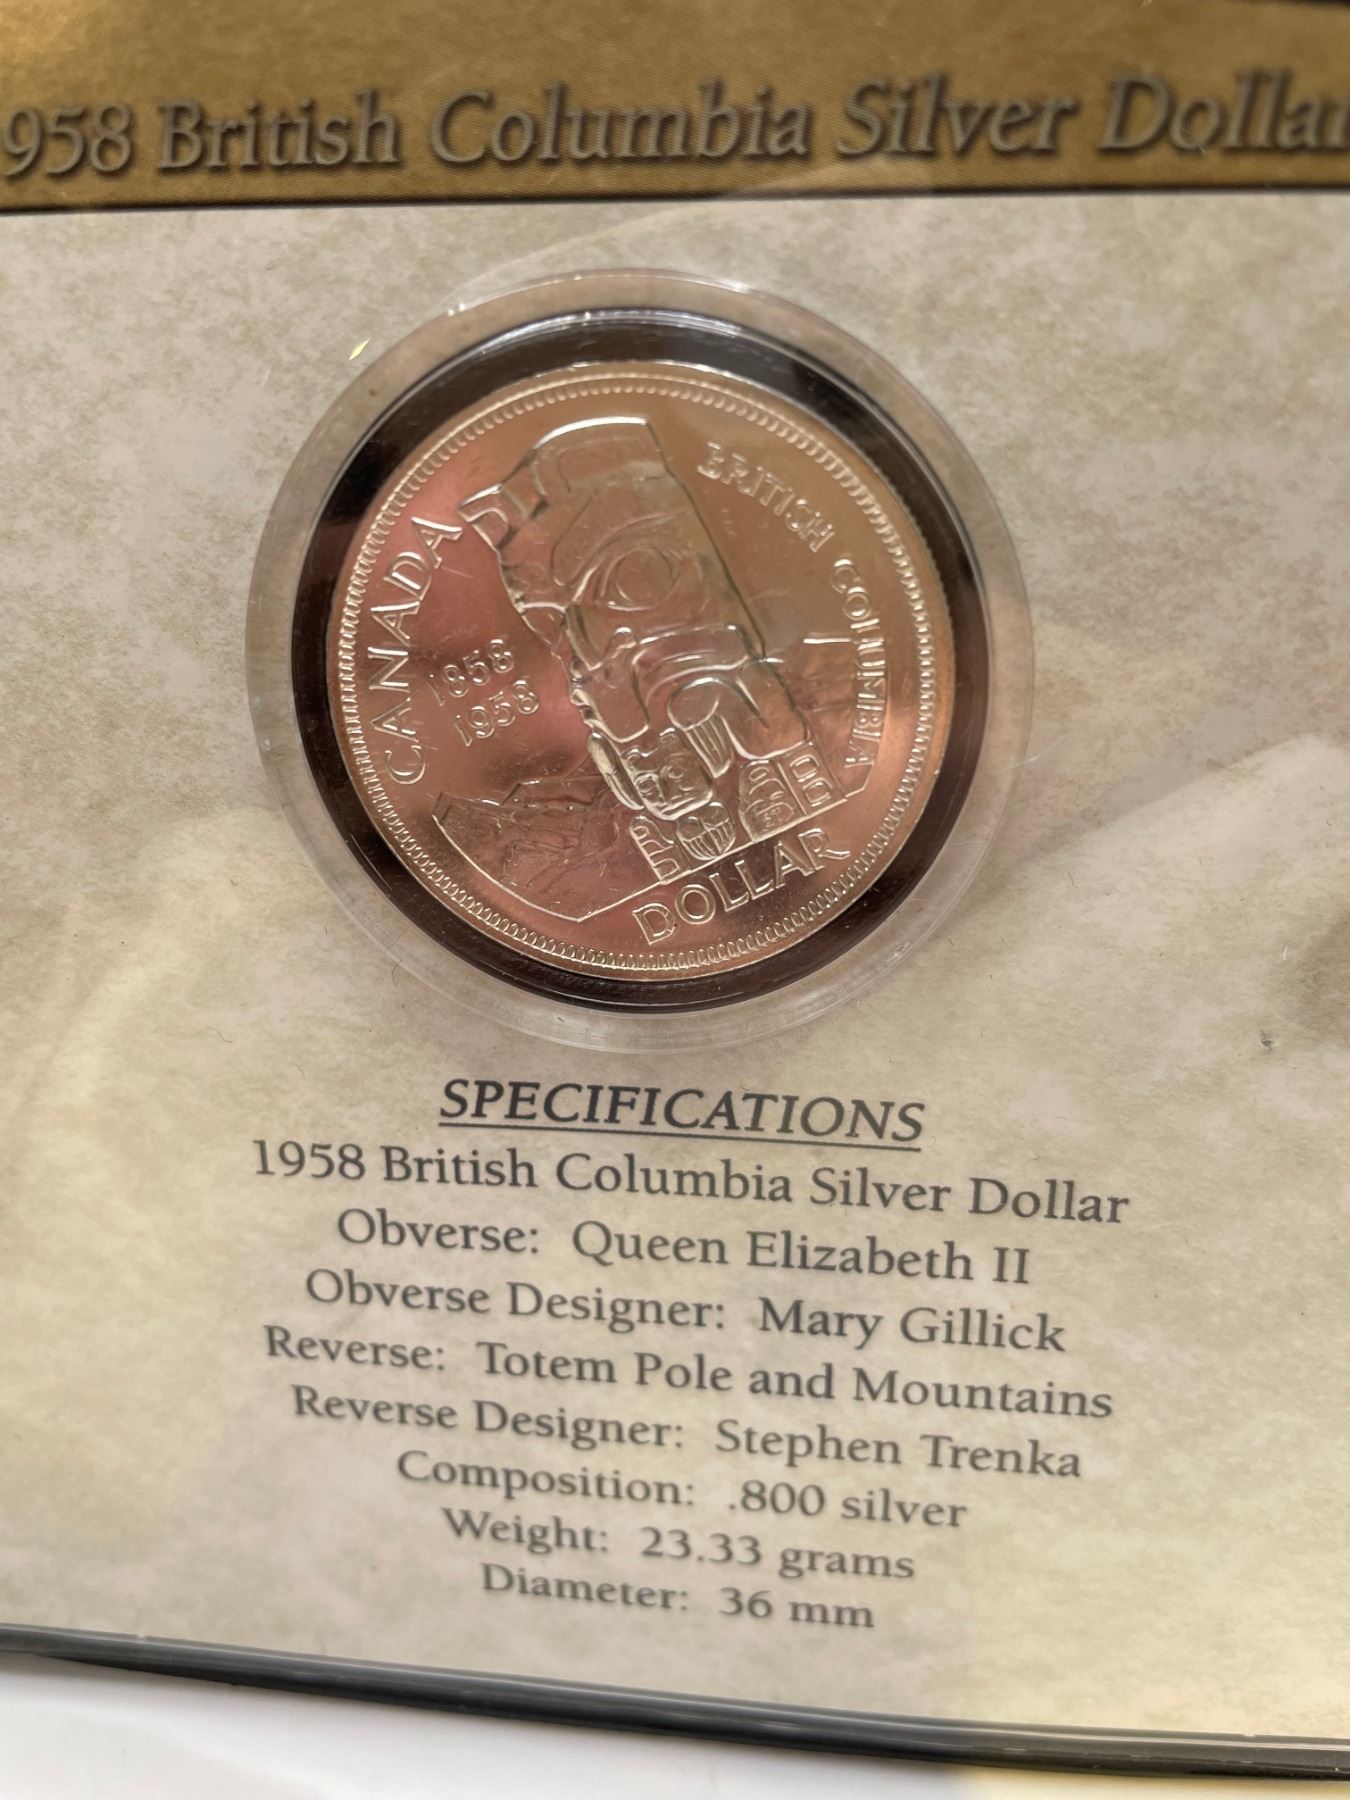 958 British Columbia Silver Dollar
CANADA
1858
1958
BRITISH COLUMBIA
DOLLAR
SPECIFICATIONS
1958 British Columbia Silver Dollar
Obverse: Queen Elizabeth II
Obverse Designer: Mary Gillick
Reverse: Totem Pole and Mountains
Reverse Designer: Stephen Trenka
Composition: .800 silver
Weight: 23.33 grams
Diameter: 36 mm